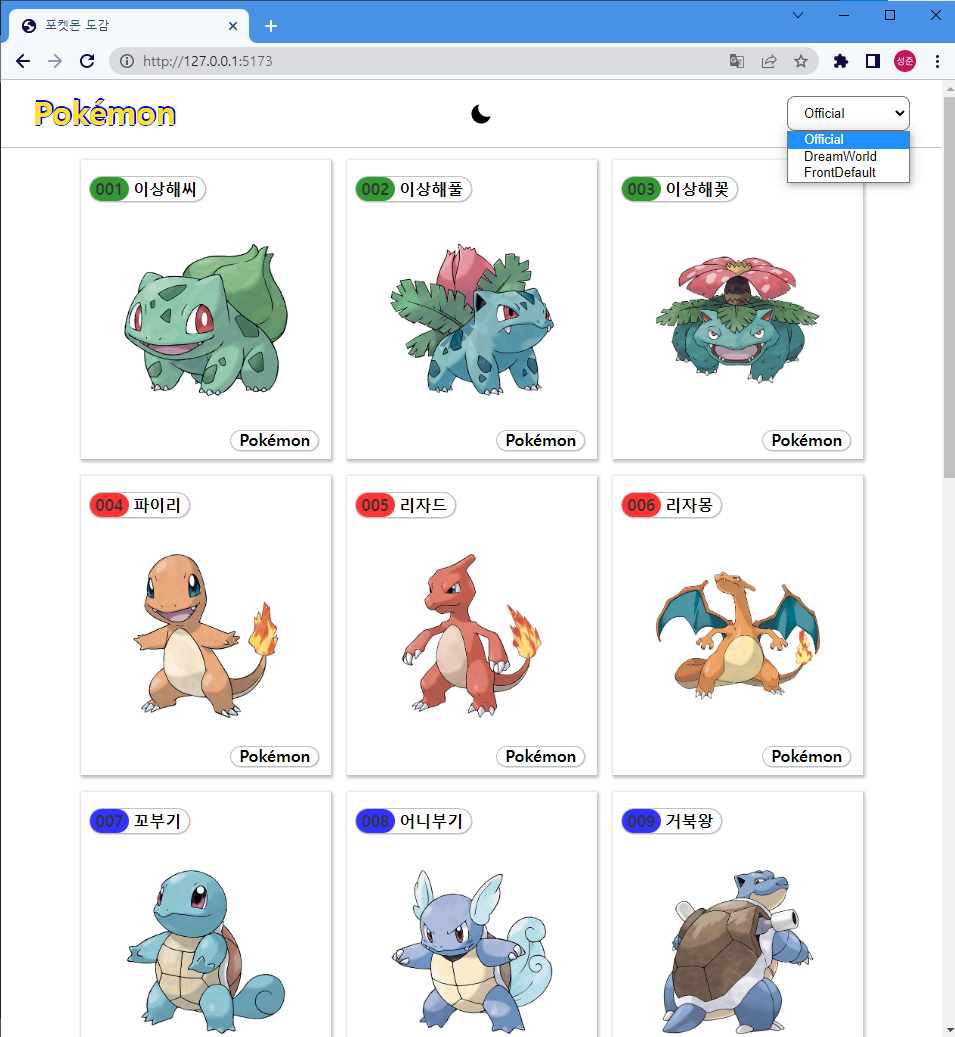 포켓몬 도감
http://127.0.0.1:5173
성준
Pokémon
Official
Official
DreamWorld
FrontDefault
001 이상해씨
002 이상해풀
003 이상해꽃
Pokémon
Pokémon
Pokémon
004 파이리
005 리자드
006 리자몽
Pokémon
Pokémon
Pokémon
007 꼬부기
008 어니부기
009 거북왕